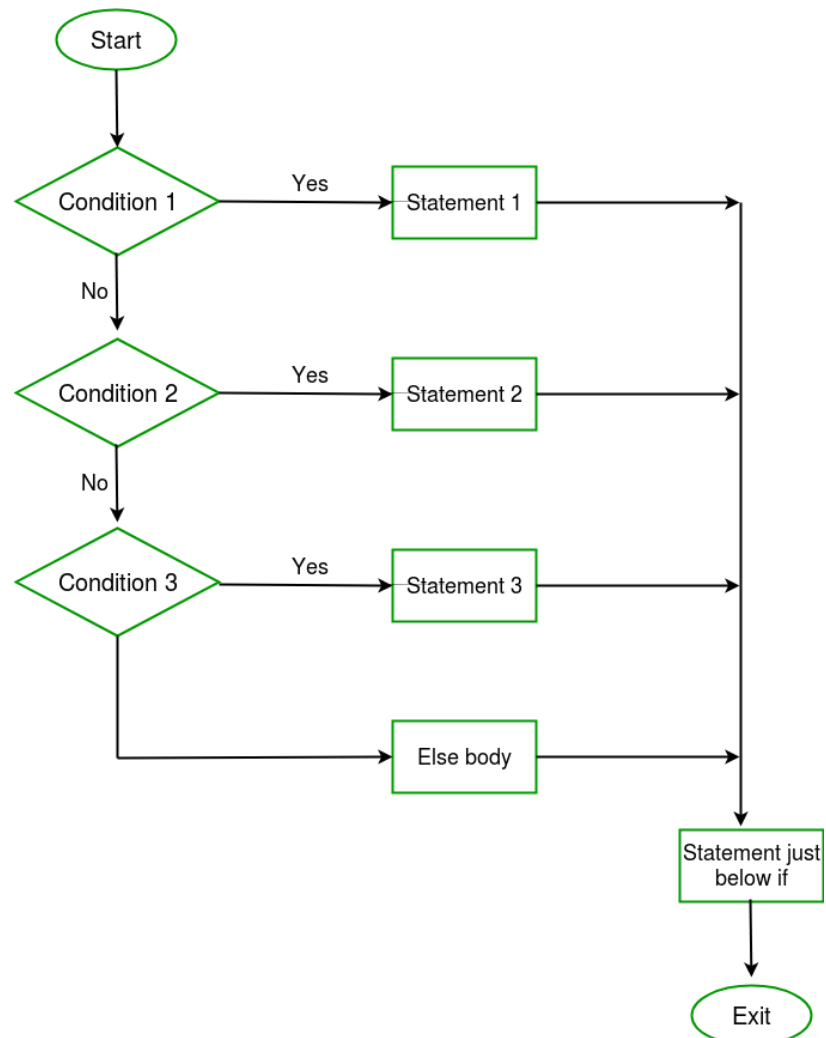 Start
Condition 1
Yes
Statement 1
No
Condition 2
Yes
Statement 2
No
Condition 3
Yes
Statement 3
Else body
Statement just
below if
Exit